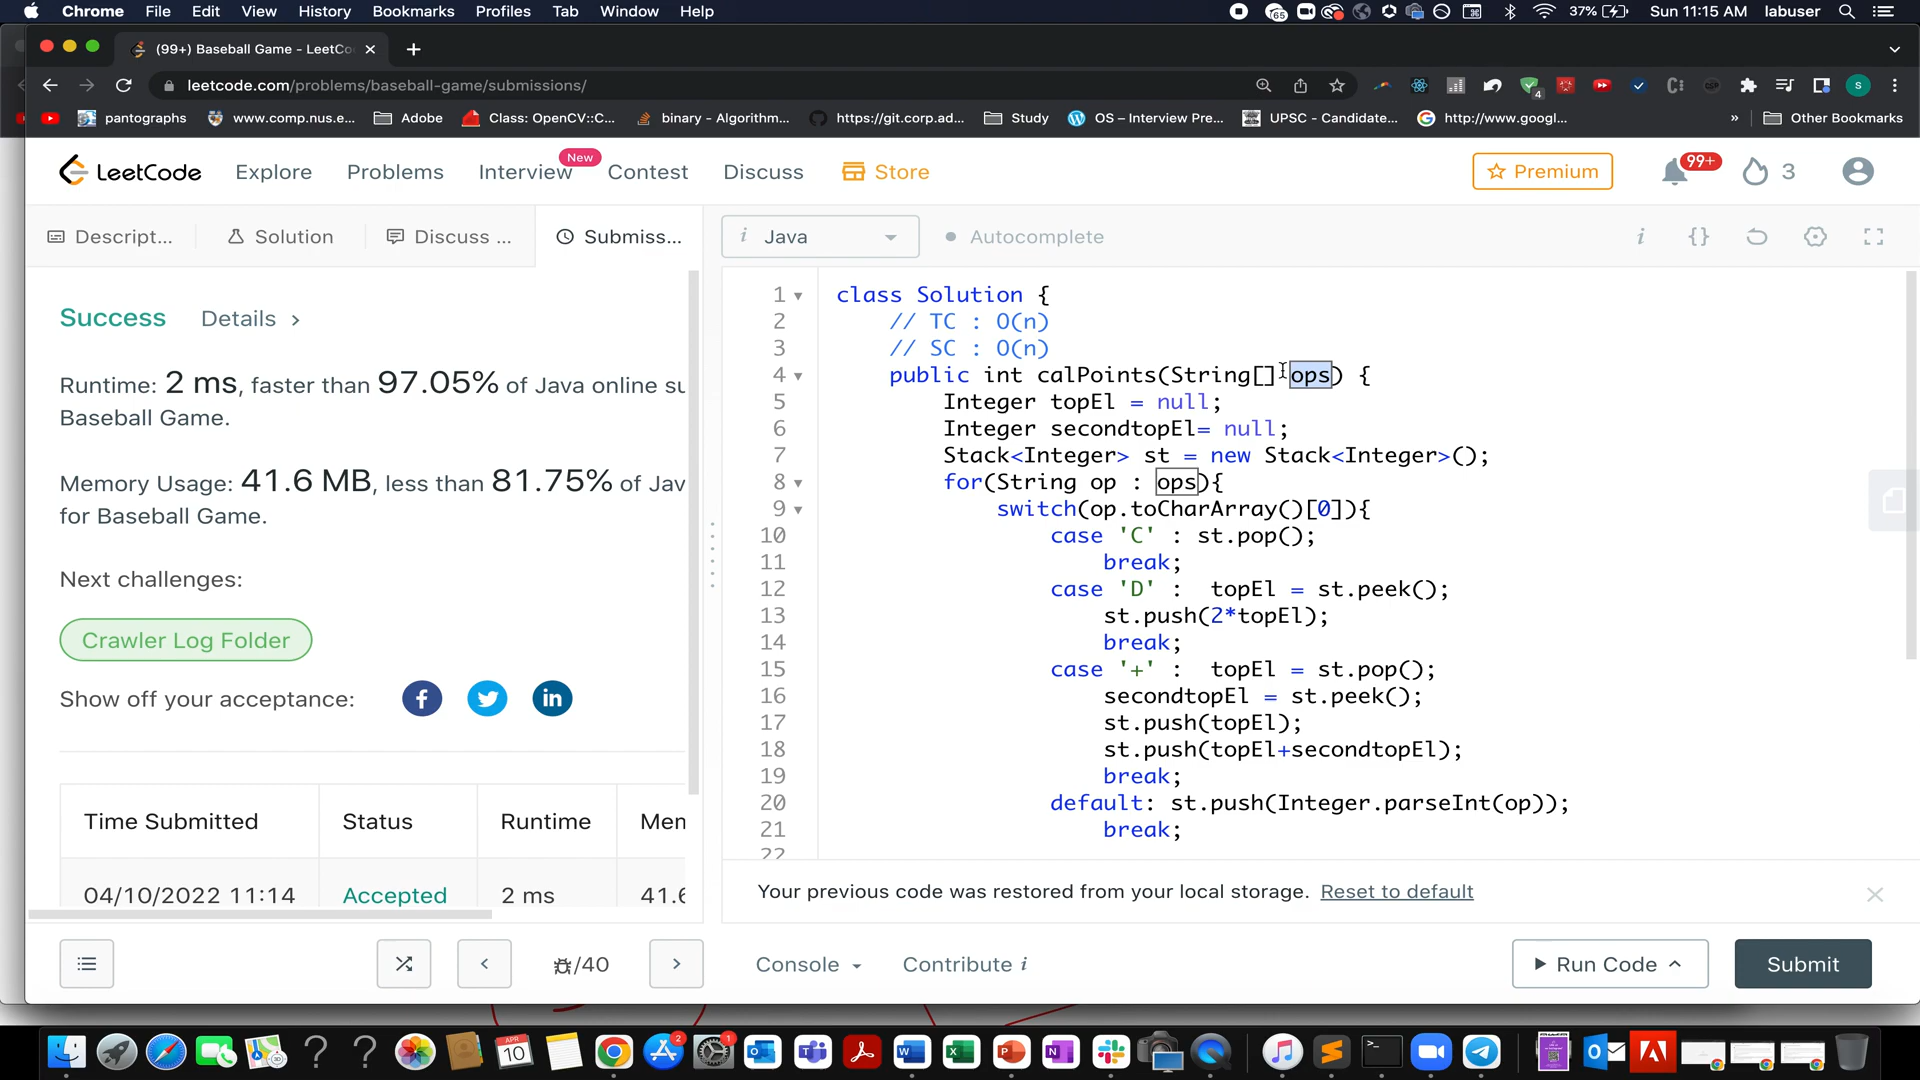 Chrome File Edit View History Bookmarks Profiles Tab Window Help
65
37% Sun 11:15 AM labuser
(99+) Baseball Game - LeetCo
leetcode.com/problems/baseball-game/submissions/
4
S
pantographs www.comp.nus.e... Adobe Class: OpenCV::C... binary - Algorithm... https://git.corp.ad... Study OS – Interview Pre... UPSC - Candidate... http://www.googl... » Other Bookmarks
LeetCode Explore Problems Interview New Contest Discuss Store Premium 99+ 3
Descript... Solution Discuss ... Submiss...
i Java Autocomplete
Success Details >
Runtime: 2 ms, faster than 97.05% of Java online su
Baseball Game.
Memory Usage: 41.6 MB, less than 81.75% of Jav
for Baseball Game.
Next challenges:
Crawler Log Folder
Show off your acceptance:
Time Submitted Status Runtime Mem
04/10/2022 11:14 Accepted 2 ms 41.6
1 class Solution {
2 // TC : O(n)
3 // SC : O(n)
4 public int calPoints(String[] ops) {
5 Integer topEl = null;
6 Integer secondtopEl= null;
7 Stack<Integer> st = new Stack<Integer>();
8 for(String op : ops){
9 switch(op.toCharArray()[0]){
10 case 'C' : st.pop();
11 break;
12 case 'D' : topEl = st.peek();
13 st.push(2*topEl);
14 break;
15 case '+' : topEl = st.pop();
16 secondtopEl = st.peek();
17 st.push(topEl);
18 st.push(topEl+secondtopEl);
19 break;
20 default: st.push(Integer.parseInt(op));
21 break;
22
Your previous code was restored from your local storage. Reset to default
/40
Console Contribute i
Run Code Submit
APR
10
2
1